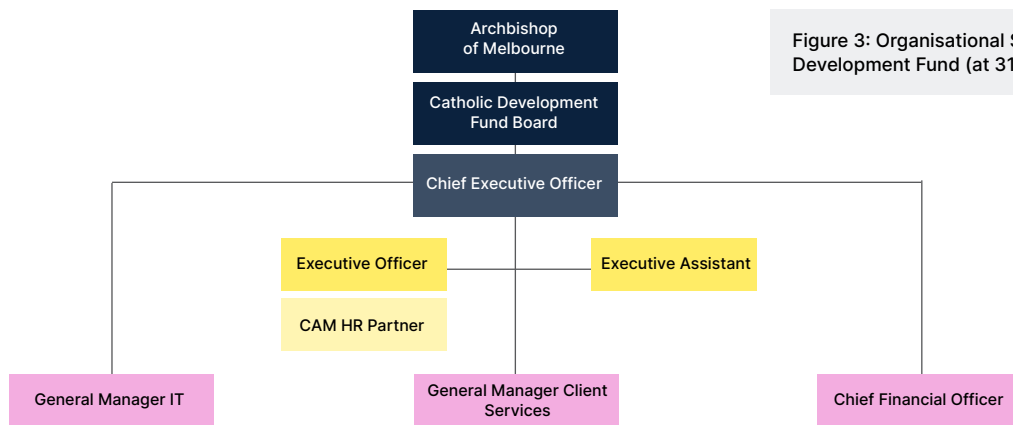 Archbishop
of Melbourne
Figure 3: Organisational
Development Fund (at 31
Catholic Development
Fund Board
Chief Executive Officer
Executive Officer
Executive Assistant
CAM HR Partner
General Manager IT
General Manager Client
Services
Chief Financial Officer